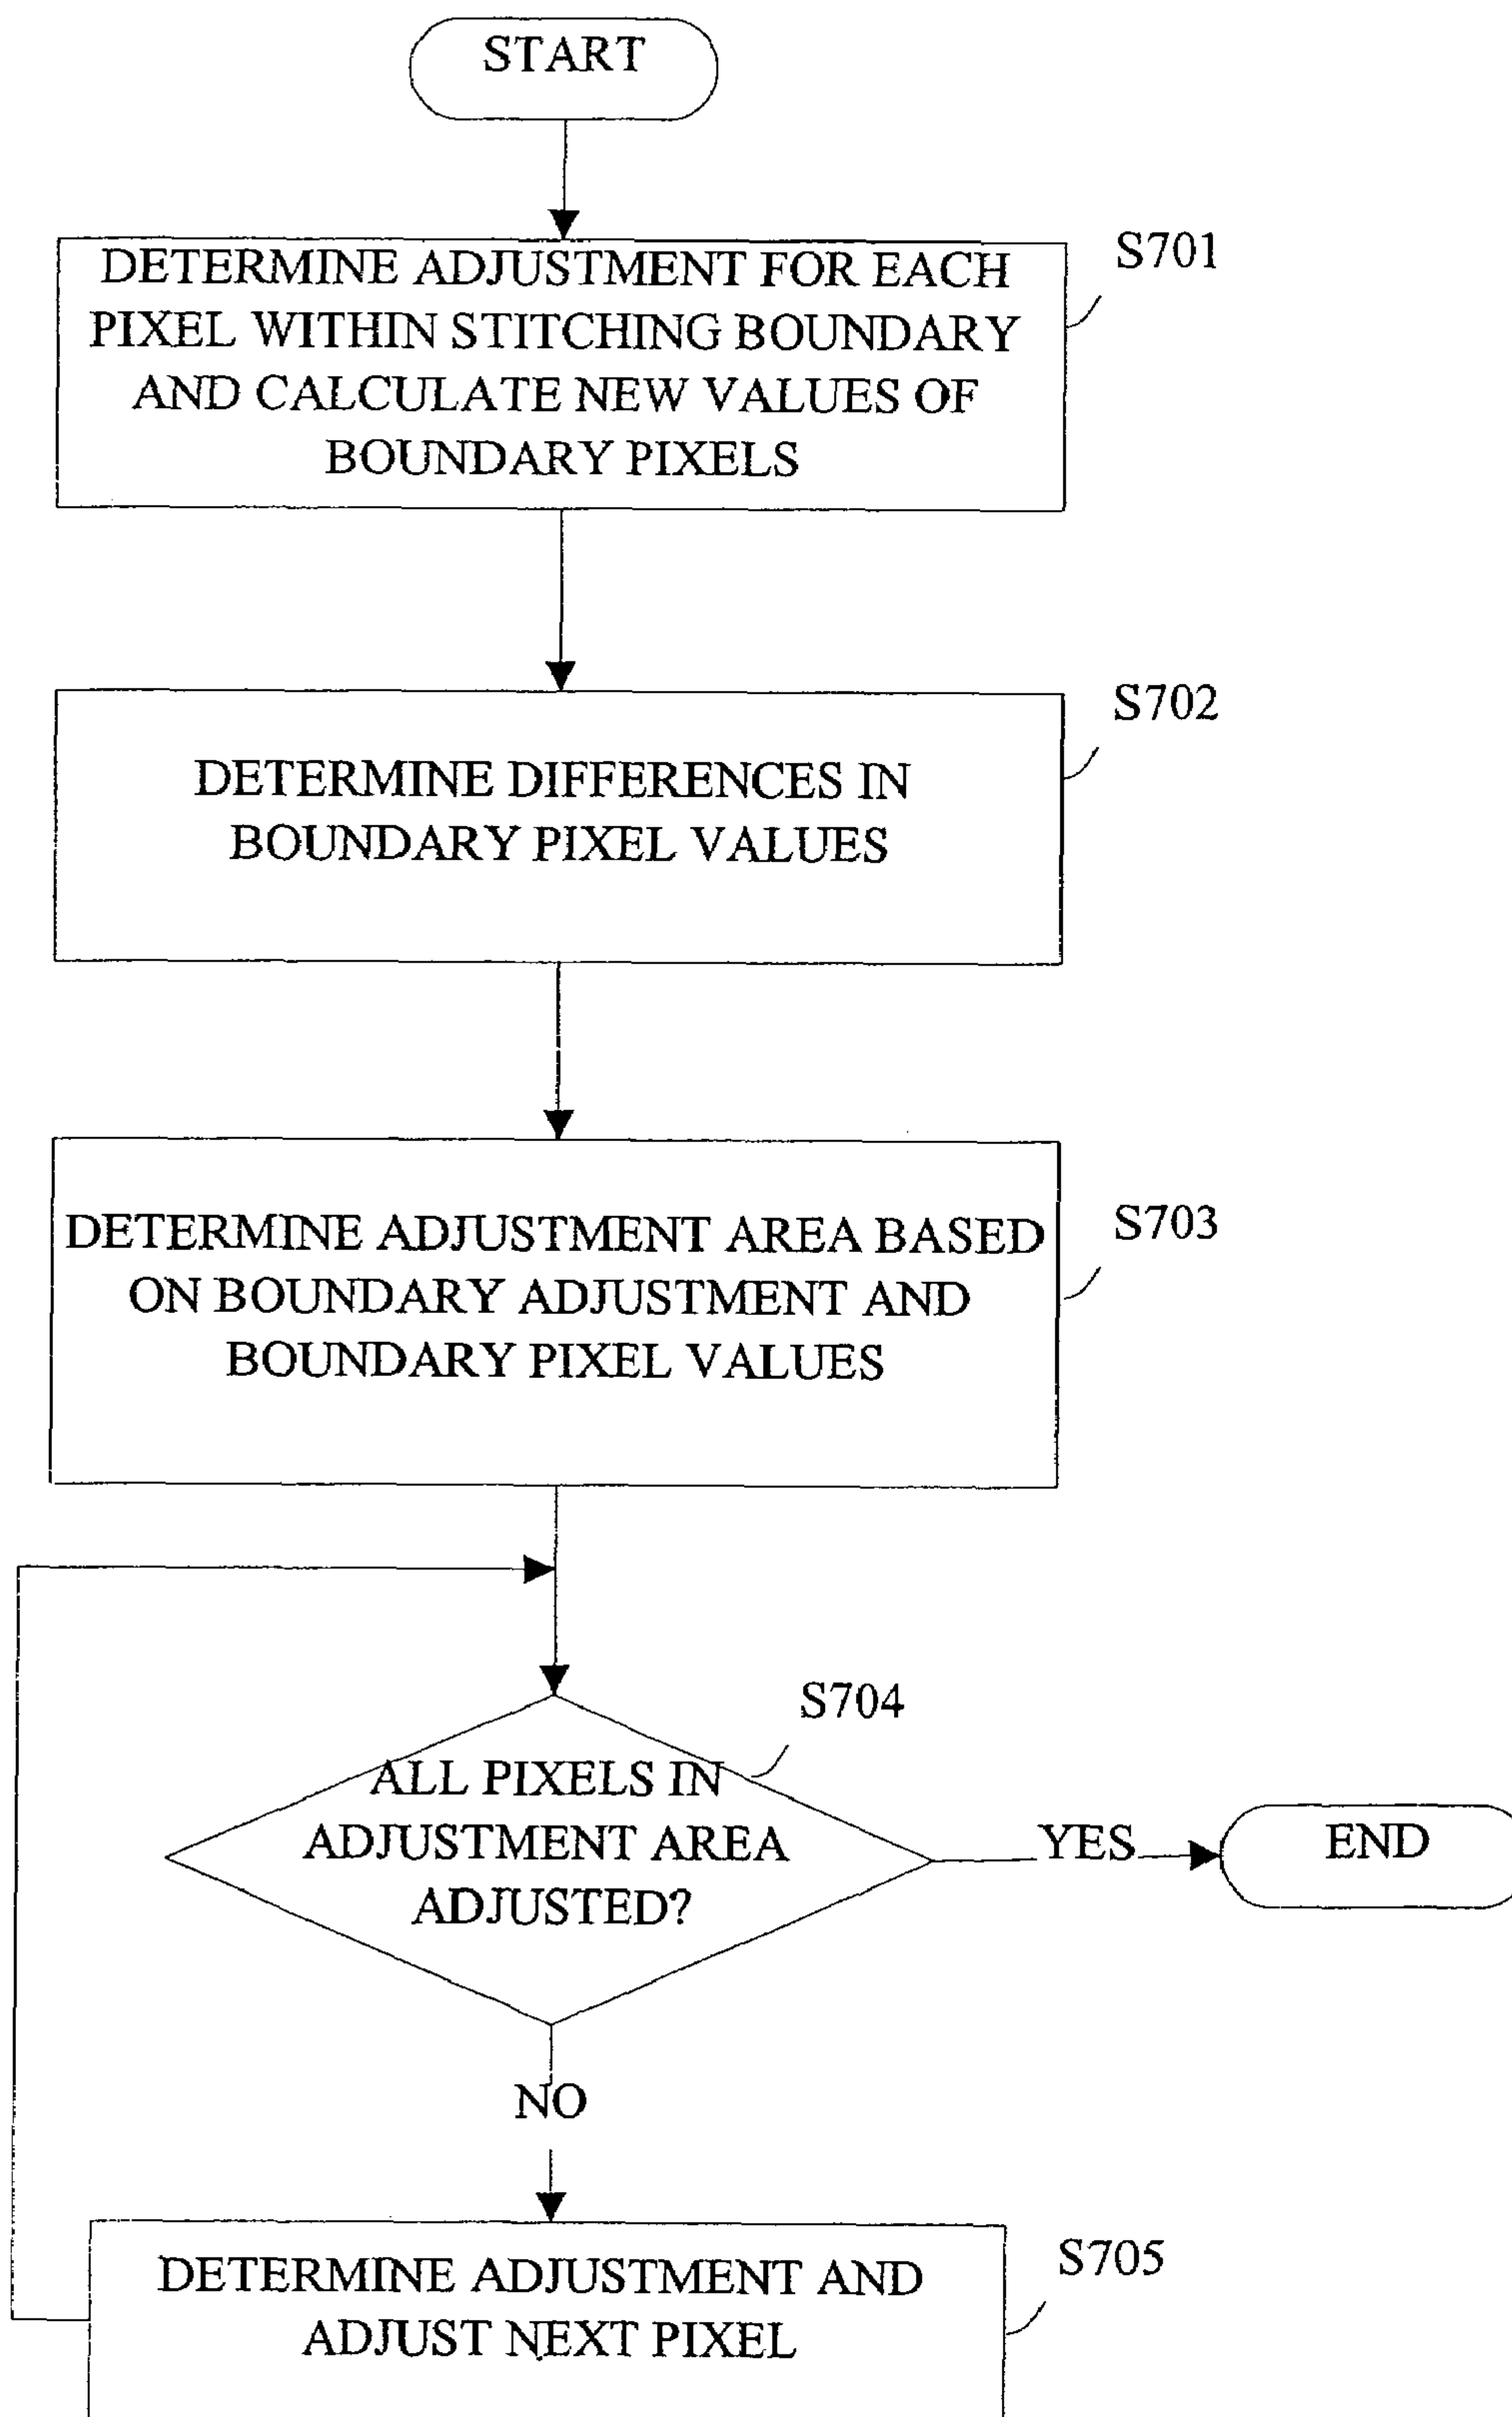 START
DETERMINE ADJUSTMENT FOR EACH
PIXEL WITHIN STITCHING BOUNDARY
AND CALCULATE NEW VALUES OF
BOUNDARY PIXELS
S701
DETERMINE DIFFERENCES IN
BOUNDARY PIXEL VALUES
S702
DETERMINE ADJUSTMENT AREA BASED
ON BOUNDARY ADJUSTMENT AND
BOUNDARY PIXEL VALUES
S703
S704
ALL PIXELS IN
ADJUSTMENT AREA
ADJUSTED?
YES
END
NO
DETERMINE ADJUSTMENT AND
ADJUST NEXT PIXEL
S705